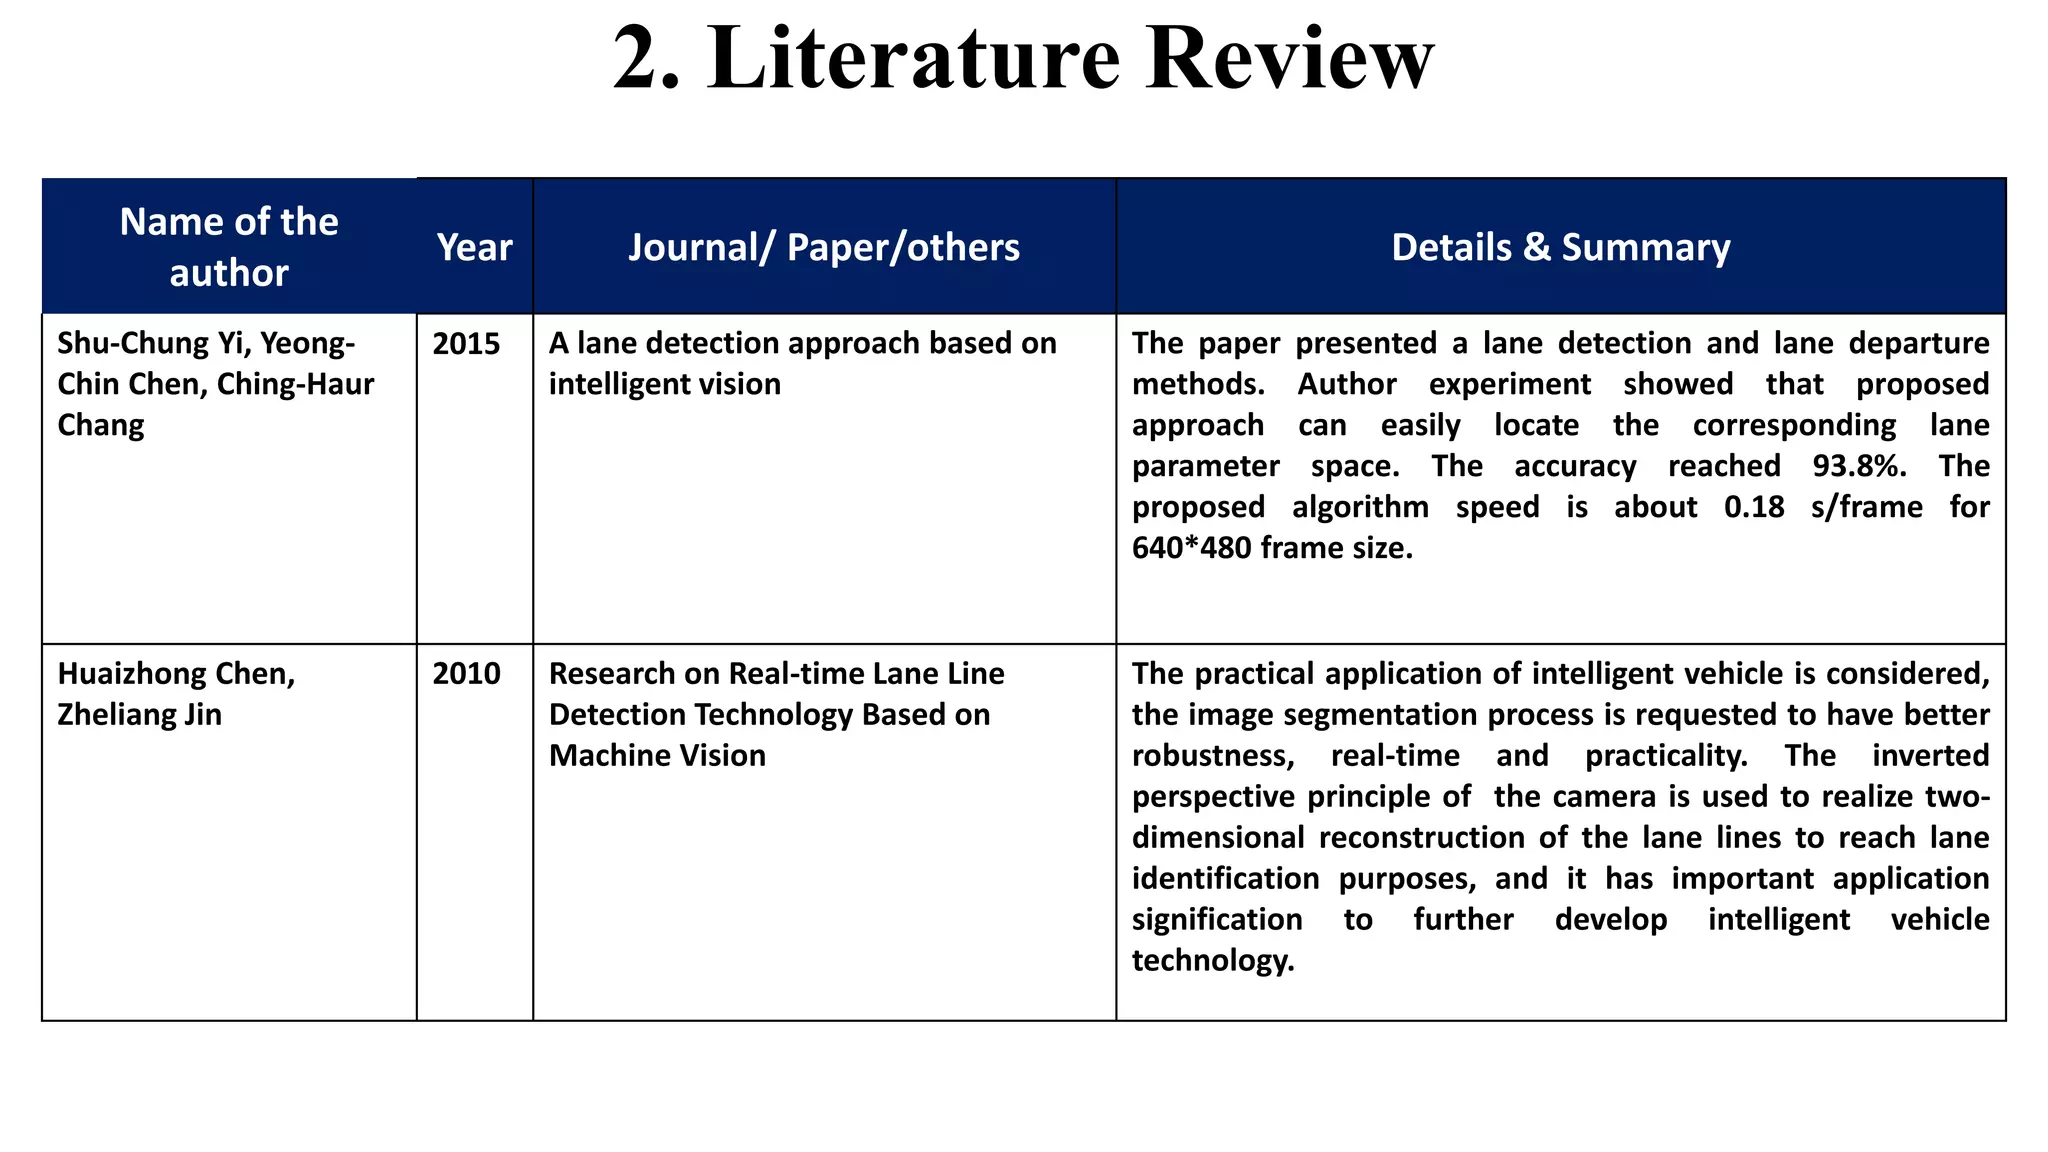 2. Literature Review
Name of the
author
Year
Journal/ Paper/others
Details & Summary
Shu-Chung Yi, Yeong-
Chin Chen, Ching-Haur
Chang
2015
A lane detection approach based on
intelligent vision
The paper presented a lane detection and lane departure
methods. Author experiment showed that proposed
approach can easily locate the corresponding lane
parameter space. The accuracy reached 93.8%. The
proposed algorithm speed is about 0.18 s/frame for
640*480 frame size.
Huaizhong Chen,
Zheliang Jin
2010
Research on Real-time Lane Line
Detection Technology Based on
Machine Vision
The practical application of intelligent vehicle is considered,
the image segmentation process is requested to have better
robustness, real-time and practicality. The inverted
perspective principle of the camera is used to realize two-
dimensional reconstruction of the lane lines to reach lane
identification purposes, and it has important application
signification to further develop intelligent vehicle
technology.